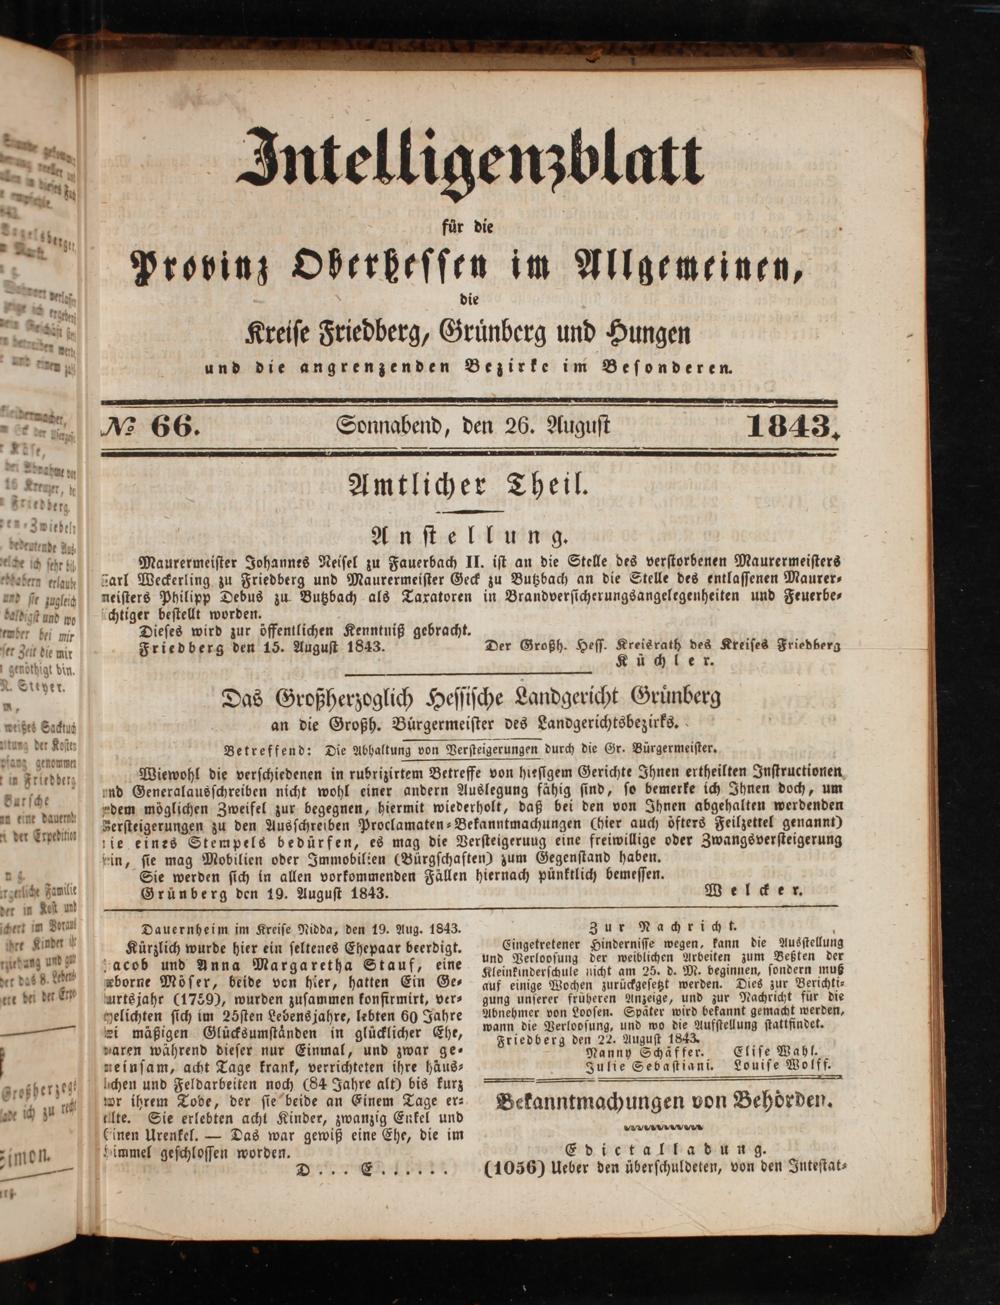 Intelligenzblatt
für die
Provinz Oberhessen im Allgemeinen,
die
Kreise Friedberg, Grünberg und Hungen
und die angrenzenden Bezirke im Besonderen.
№ 66. Sonnabend, den 26. August 1843.
Amtlicher Theil.
Anstellung.
Maurermeister Johannes Reisel zu Fauerbach II. ist an die Stelle des verstorbenen Maurermeisters
Carl Weckerling zu Friedberg und Maurermeister Geck zu Butzbach an die Stelle des entlassenen Maurer-
meisters Philipp Debus zu Butzbach als Taxatoren in Brandversicherungsangelegenheiten und Feuerbe-
chtiger bestellt worden.
Dieses wird zur öffentlichen Kenntniß gebracht.
Friedberg den 15. August 1843. Der Großh. Hess. Kreisrath des Kreises Friedberg
Küchler.
Das Großherzoglich Hessische Landgericht Grünberg
an die Großh. Bürgermeister des Landgerichtsbezirks.
Betreffend: Die Abhaltung von Versteigerungen durch die Gr. Bürgermeister.
Wiewohl die verschiedenen in rubrizirtem Betreffe von hiesigem Gerichte Ihnen ertheilten Instructionen
und Generalausschreiben nicht wohl einer andern Auslegung fähig sind, so bemerke ich Ihnen doch, um
edem möglichen Zweifel zur begegnen, hiermit wiederholt, daß bei den von Ihnen abgehalten werdenden
Versteigerungen zu den Ausschreiben Proclamaten-Bekanntmachungen (hier auch öfters Feilzettel genannt)
ie eines Stempels bedürfen, es mag die Versteigeruug eine freiwillige oder Zwangsversteigerung
ein, sie mag Mobilien oder Immobilien (Bürgschaften) zum Gegenstand haben.
Sie werden sich in allen vorkommenden Fällen hiernach pünktlich bemessen.
Grünberg den 19. August 1843. Welcker.
Dauernheim im Kreise Nidda, den 19. Aug. 1843.
Kürzlich wurde hier ein seltenes Ehepaar beerdigt.
Jacob und Anna Margaretha Stauf, eine
eborne Möser, beide von hier, hatten Ein Ge-
urtsjahr (1759), wurden zusammen konfirmirt, ver-
helichten sich im 25sten Lebensjahre, lebten 60 Jahre
ei mäßigen Glücksumständen in glücklicher Ehe,
waren während dieser nur Einmal, und zwar ge-
meinsam, acht Tage krank, verrichteten ihre häus-
lichen und Feldarbeiten noch (84 Jahre alt) bis kurz
vor ihrem Tode, der sie beide an Einem Tage er-
eilte. Sie erlebten acht Kinder, zwanzig Enkel und
Einen Urenkel. — Das war gewiß eine Ehe, die im
Himmel geschlossen worden.
D... E......
Zur Nachricht.
Eingetretener Hindernisse wegen, kann die Ausstellung
und Verloosung der weiblichen Arbeiten zum Beßten der
Kleinkinderschule nicht am 25. d. M. beginnen, sondern muß
auf einige Wochen zurückgesetzt werden. Dies zur Berichti-
gung unserer früheren Anzeige, und zur Nachricht für die
Abnehmer von Loosen. Später wird bekannt gemacht werden,
wann die Verloosung, und wo die Aufstellung stattfindet.
Friedberg den 22. August 1843.
Nanny Schäffer. Elise Wahl.
Julie Sebastiani. Louise Wolff.
Bekanntmachungen von Behörden.
Edictalladung.
(1056) Ueber den überschuldeten, von den Intestat-